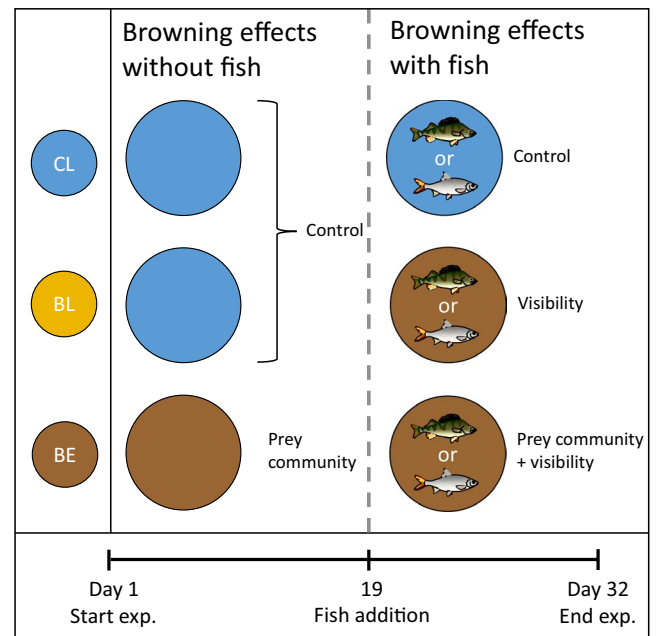 Browning effects
without fish
Browning effects
with fish
CL
Control
or
Control
BL
or
Visibility
BE
Prey
community
or
Prey community
+ visibility
Day 1
Start exp.
19
Fish addition
Day 32
End exp.